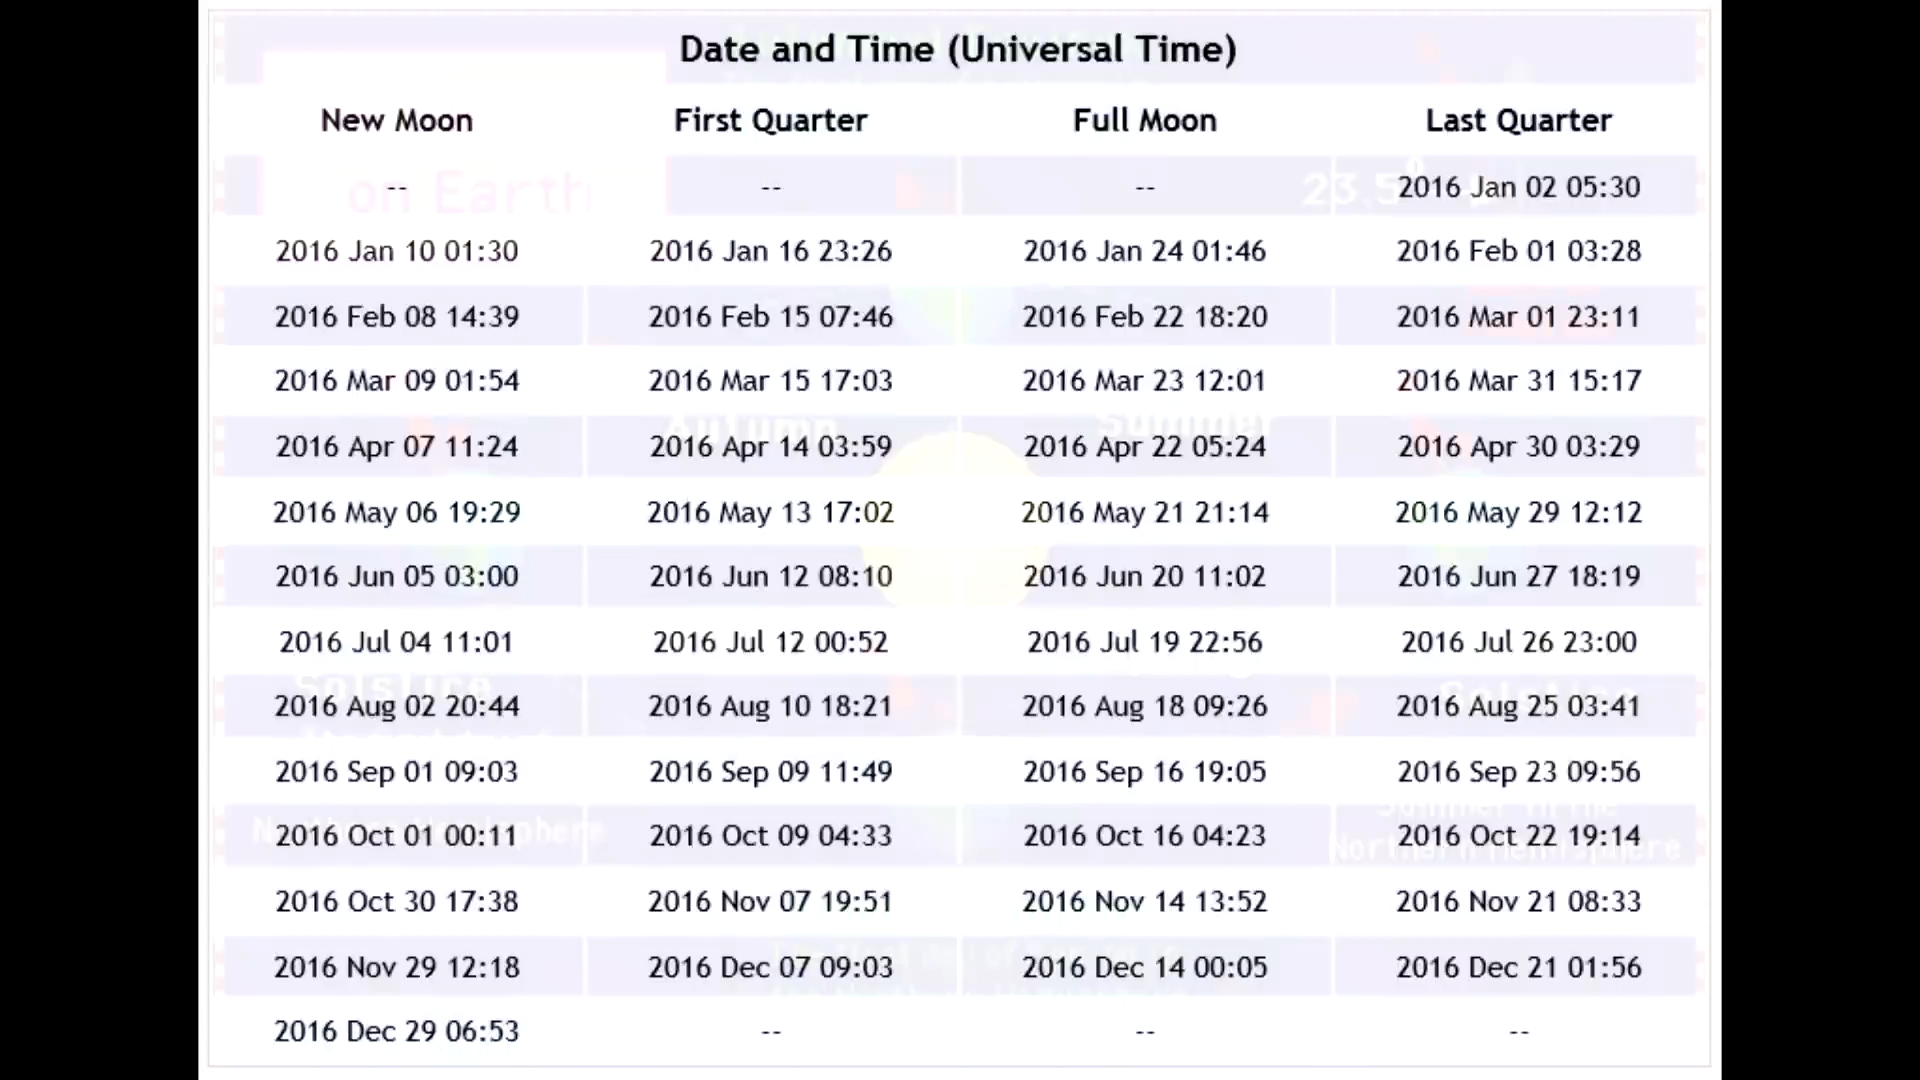 Date and Time (Universal Time)
New Moon First Quarter Full Moon Last Quarter
on Earth
23.5⁰
-- -- -- 2016 Jan 02 05:30
2016 Jan 10 01:30 2016 Jan 16 23:26 2016 Jan 24 01:46 2016 Feb 01 03:28
2016 Feb 08 14:39 2016 Feb 15 07:46 2016 Feb 22 18:20 2016 Mar 01 23:11
2016 Mar 09 01:54 2016 Mar 15 17:03 2016 Mar 23 12:01 2016 Mar 31 15:17
Autumn Summer
2016 Apr 07 11:24 2016 Apr 14 03:59 2016 Apr 22 05:24 2016 Apr 30 03:29
2016 May 06 19:29 2016 May 13 17:02 2016 May 21 21:14 2016 May 29 12:12
2016 Jun 05 03:00 2016 Jun 12 08:10 2016 Jun 20 11:02 2016 Jun 27 18:19
2016 Jul 04 11:01 2016 Jul 12 00:52 2016 Jul 19 22:56 2016 Jul 26 23:00
Solstice Solstice
2016 Aug 02 20:44 2016 Aug 10 18:21 2016 Aug 18 09:26 2016 Aug 25 03:41
2016 Sep 01 09:03 2016 Sep 09 11:49 2016 Sep 16 19:05 2016 Sep 23 09:56
Summer in the
Northern Hemisphere
2016 Oct 01 00:11 2016 Oct 09 04:33 2016 Oct 16 04:23 2016 Oct 22 19:14
2016 Oct 30 17:38 2016 Nov 07 19:51 2016 Nov 14 13:52 2016 Nov 21 08:33
2016 Nov 29 12:18 2016 Dec 07 09:03 2016 Dec 14 00:05 2016 Dec 21 01:56
2016 Dec 29 06:53 -- -- --